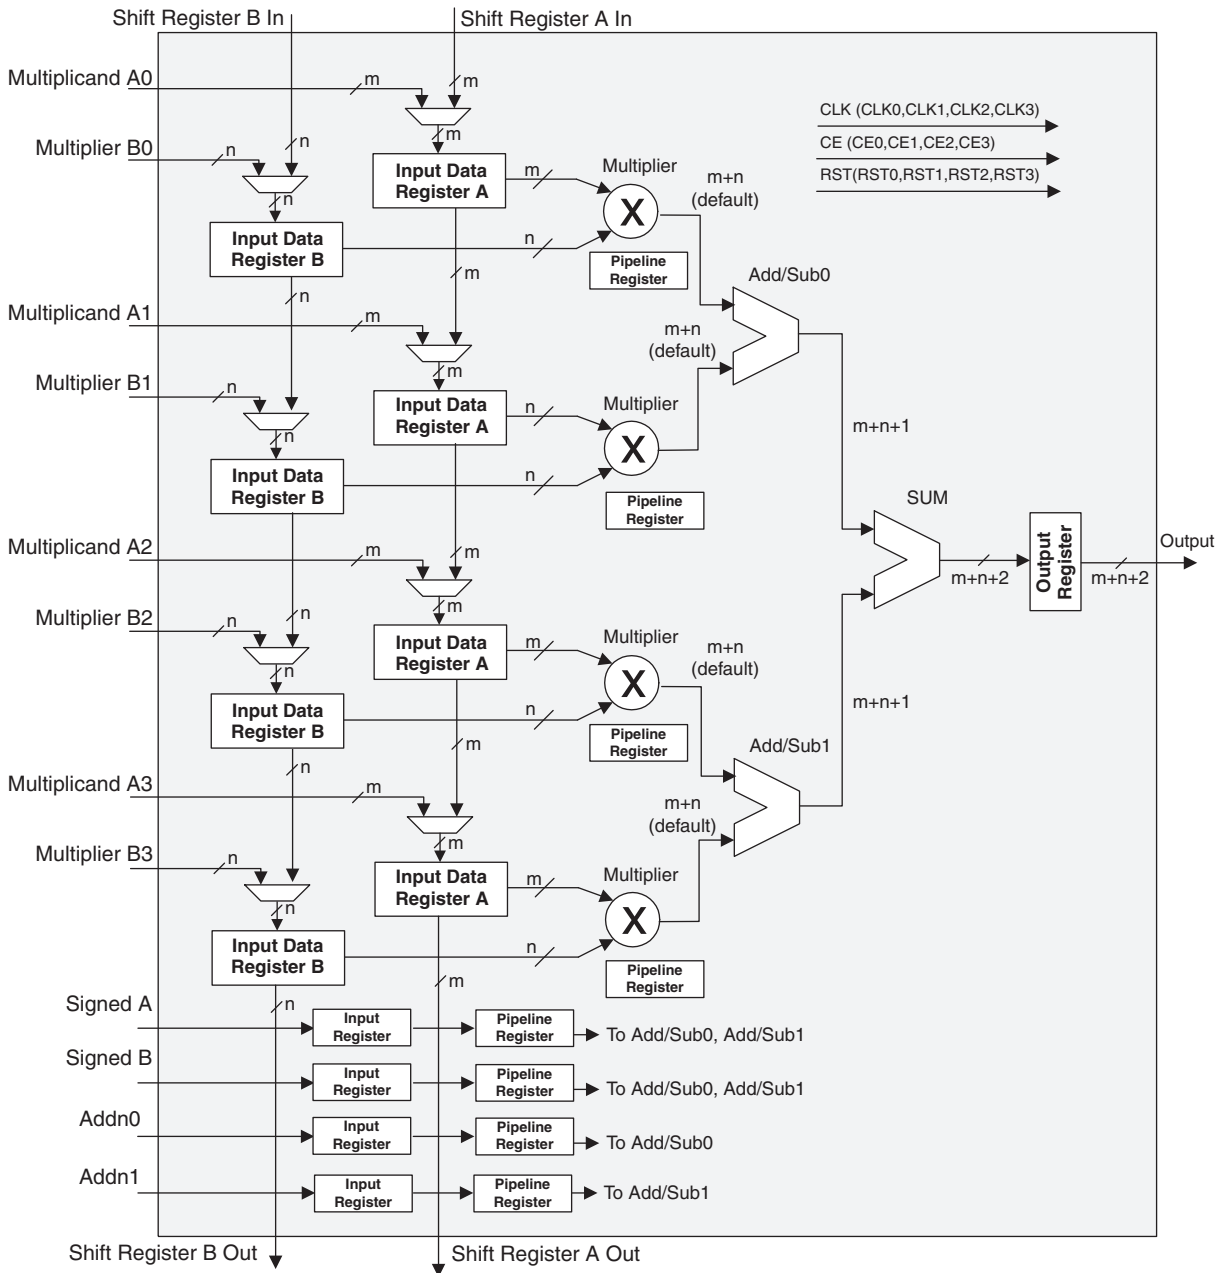 Shift Register B In
Shift Register A In
Multiplicand A0
m
m
CLK (CLK0,CLK1,CLK2,CLK3)
CE (CE0,CE1,CE2,CE3)
RST(RST0,RST1,RST2,RST3)
Multiplier B0
n
n
m
Input Data
Register A
m
Multiplier
X
m+n
(default)
n
Input Data
Register B
n
Pipeline
Register
m
n
Add/Sub0
Multiplicand A1
m
m+n
(default)
m
Multiplier B1
n
Input Data
Register A
n
Multiplier
X
n
Input Data
Register B
n
Pipeline
Register
m+n+1
SUM
Multiplicand A2
m
m
m
m+n+2
Output
Register
m+n+2
Output
Multiplier B2
n
n
Input Data
Register A
m
Multiplier
X
m+n
(default)
n
Input Data
Register B
n
Pipeline
Register
m+n+1
m
n
Add/Sub1
Multiplicand A3
m
m+n
(default)
m
Multiplier B3
n
Input Data
Register A
m
Multiplier
X
n
Input Data
Register B
n
Pipeline
Register
m
n
Signed A
Input
Register
Pipeline
Register
To Add/Sub0, Add/Sub1
Signed B
Input
Register
Pipeline
Register
To Add/Sub0, Add/Sub1
Addn0
Input
Register
Pipeline
Register
To Add/Sub0
Addn1
Input
Register
Pipeline
Register
To Add/Sub1
Shift Register B Out
Shift Register A Out